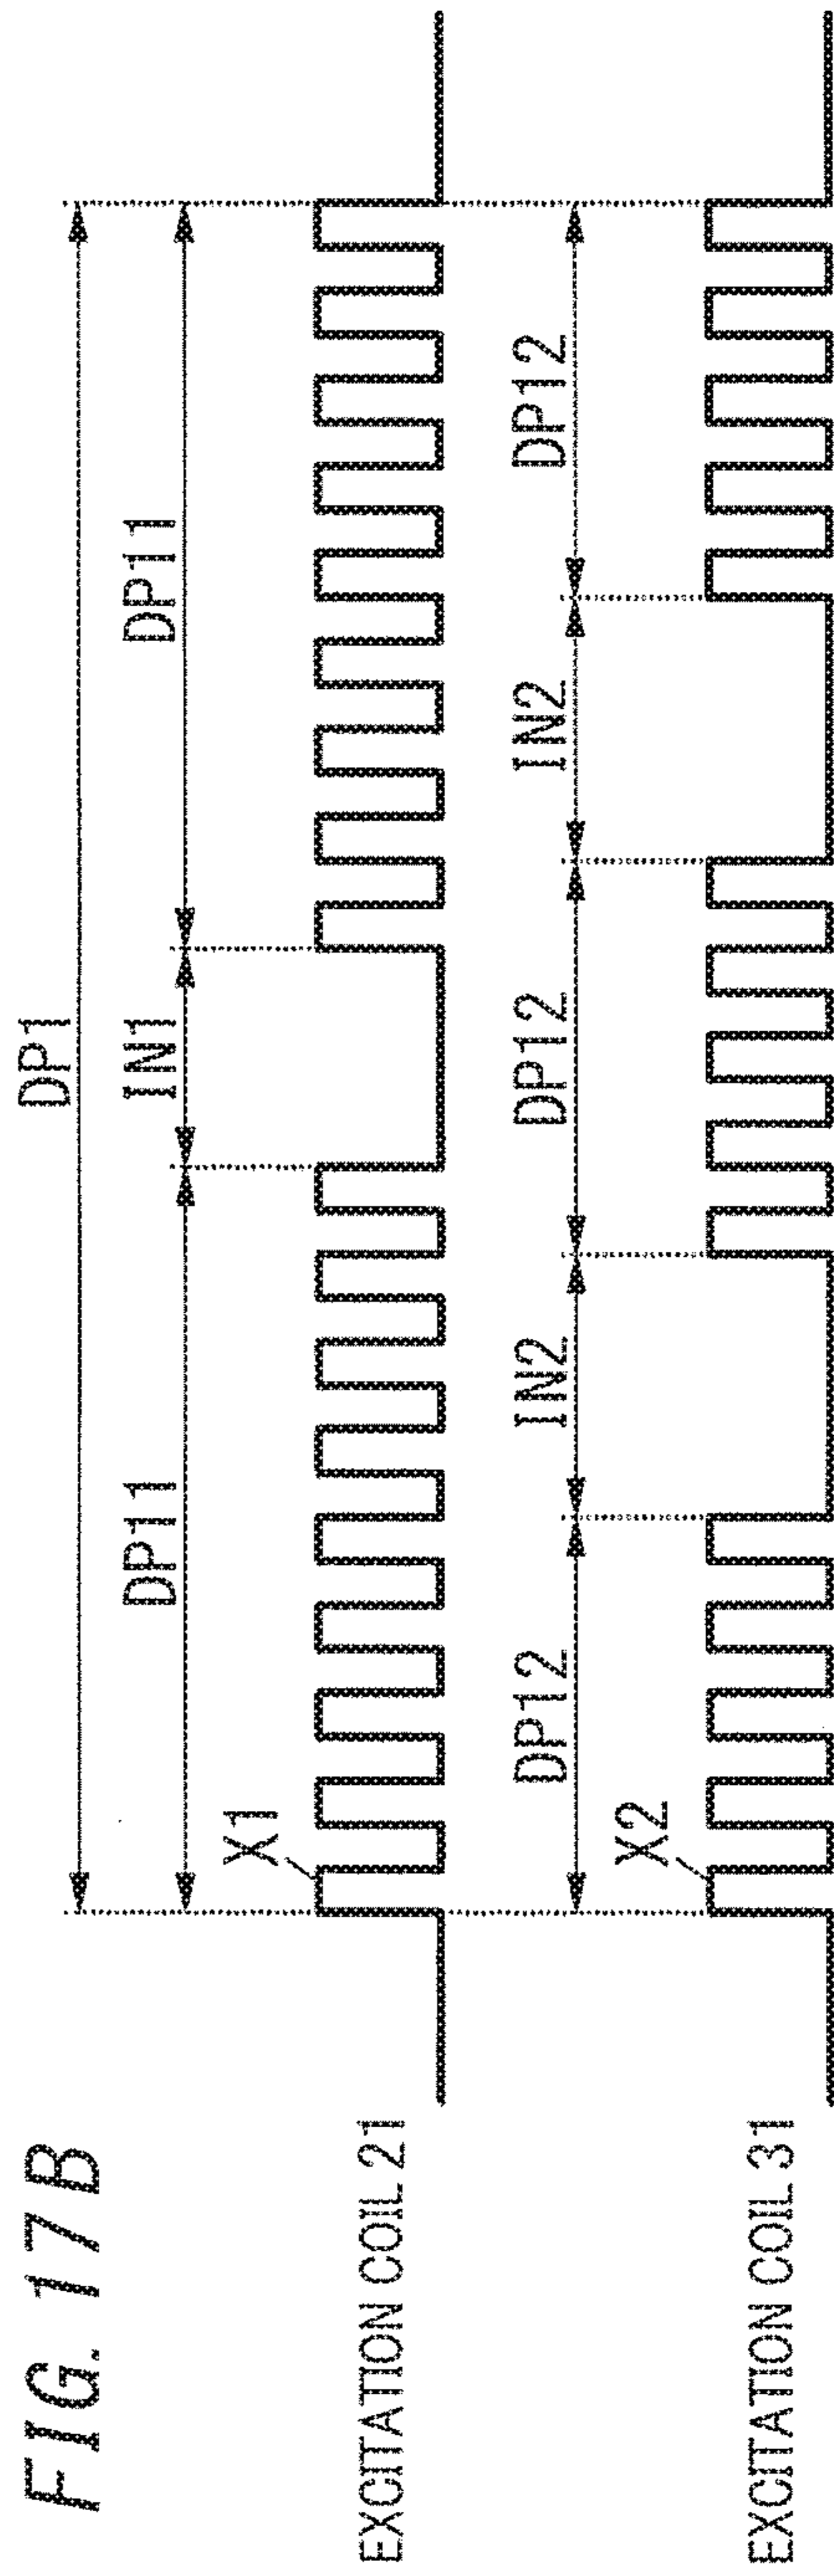 FIG. 17B
DP1
DP11
IN1
DP11
X1
EXCITATION COIL 21
DP12
IN2
DP12
IN2
DP12
X2
EXCITATION COIL 31